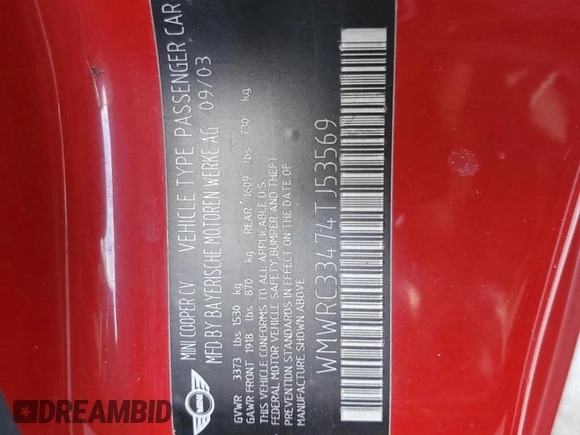 MINI
MINI COOPER CV
VEHICLE TYPE: PASSENGER CAR
MFD BY BAYERISCHE MOTOREN WERKE AG
09/03
GVWR 3373 lbs 1530 kg
GAWR FRONT 1918 lbs 870 kg REAR 1609 lbs 730 kg
THIS VEHICLE CONFORMS TO ALL APPLICABLE U.S.
FEDERAL MOTOR VEHICLE SAFETY,BUMPER AND THEFT
PREVENTION STANDARDS IN EFFECT ON THE DATE OF
MANUFACTURE SHOWN ABOVE.
WMWRC33474TJ53569
DREAMBID